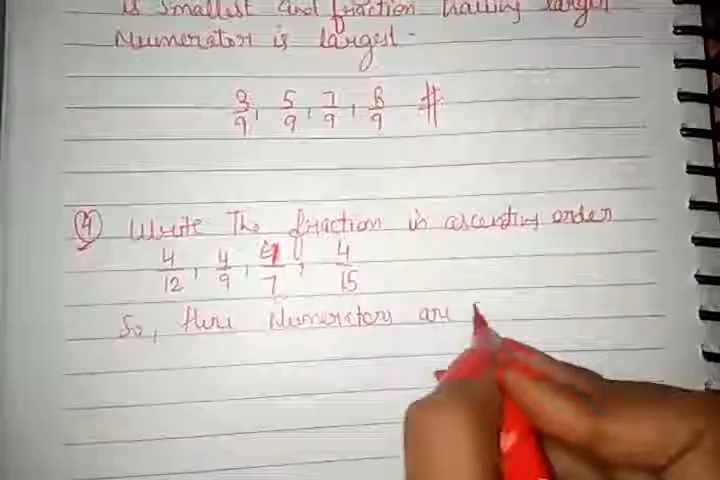 is smallest and fraction having larger
Numerator is largest.
3/9, 5/9, 7/9, 8/9 #
(4) Write The fraction in ascending order
4/12, 4/9, 4/7, 4/15
So, Here Numerators are